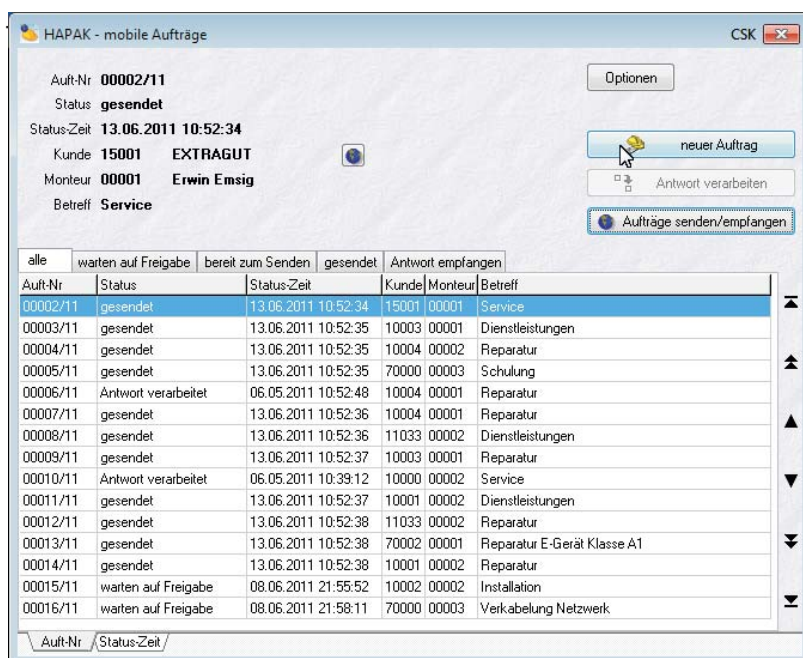 HAPAK - mobile Aufträge CSK
Auft-Nr 00002/11 Optionen
Status gesendet
Status-Zeit 13.06.2011 10:52:34
Kunde 15001 EXTRAGUT neuer Auftrag
Monteur 00001 Erwin Emsig Antwort verarbeiten
Betreff Service Aufträge senden/empfangen
alle warten auf Freigabe bereit zum Senden gesendet Antwort empfangen
Auft-Nr Status Status-Zeit Kunde Monteur Betreff
00002/11 gesendet 13.06.2011 10:52:34 15001 00001 Service
00003/11 gesendet 13.06.2011 10:52:35 10003 00001 Dienstleistungen
00004/11 gesendet 13.06.2011 10:52:35 10004 00002 Reparatur
00005/11 gesendet 13.06.2011 10:52:35 70000 00003 Schulung
00006/11 Antwort verarbeitet 06.05.2011 10:52:48 10004 00001 Reparatur
00007/11 gesendet 13.06.2011 10:52:36 10004 00001 Reparatur
00008/11 gesendet 13.06.2011 10:52:36 11033 00002 Dienstleistungen
00009/11 gesendet 13.06.2011 10:52:37 10003 00001 Reparatur
00010/11 Antwort verarbeitet 06.05.2011 10:39:12 10000 00002 Service
00011/11 gesendet 13.06.2011 10:52:37 10001 00002 Dienstleistungen
00012/11 gesendet 13.06.2011 10:52:38 11033 00002 Reparatur
00013/11 gesendet 13.06.2011 10:52:38 70002 00001 Reparatur E-Gerät Klasse A1
00014/11 gesendet 13.06.2011 10:52:38 10001 00002 Reparatur
00015/11 warten auf Freigabe 08.06.2011 21:55:52 10002 00002 Installation
00016/11 warten auf Freigabe 08.06.2011 21:58:11 70000 00003 Verkabelung Netzwerk
Auft-Nr Status-Zeit